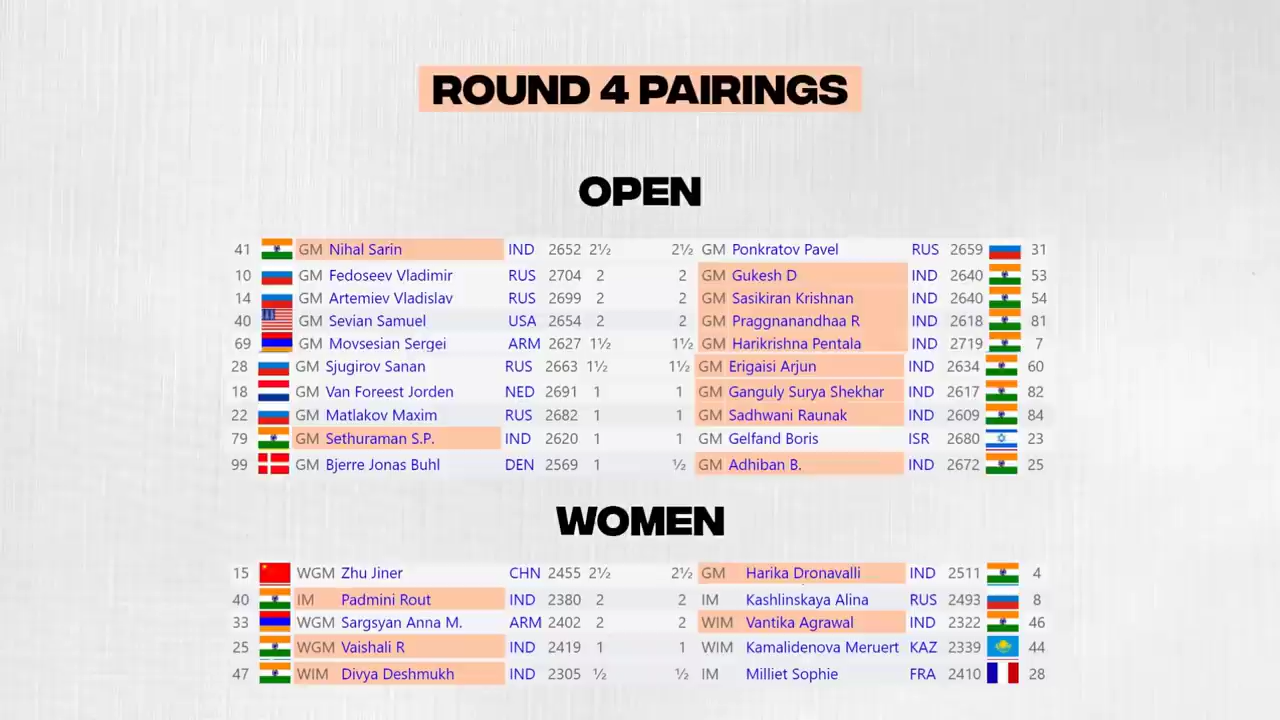 ROUND 4 PAIRINGS
OPEN
41 GM Nihal Sarin IND 2652 2½ 2½ GM Ponkratov Pavel RUS 2659 31
10 GM Fedoseev Vladimir RUS 2704 2 2 GM Gukesh D IND 2640 53
14 GM Artemiev Vladislav RUS 2699 2 2 GM Sasikiran Krishnan IND 2640 54
40 GM Sevian Samuel USA 2654 2 2 GM Praggnanandhaa R IND 2618 81
69 GM Movsesian Sergei ARM 2627 1½ 1½ GM Harikrishna Pentala IND 2719 7
28 GM Sjugirov Sanan RUS 2663 1½ 1½ GM Erigaisi Arjun IND 2634 60
18 GM Van Foreest Jorden NED 2691 1 1 GM Ganguly Surya Shekhar IND 2617 82
22 GM Matlakov Maxim RUS 2682 1 1 GM Sadhwani Raunak IND 2609 84
79 GM Sethuraman S.P. IND 2620 1 1 GM Gelfand Boris ISR 2680 23
99 GM Bjerre Jonas Buhl DEN 2569 1 ½ GM Adhiban B. IND 2672 25
WOMEN
15 WGM Zhu Jiner CHN 2455 2½ 2½ GM Harika Dronavalli IND 2511 4
40 IM Padmini Rout IND 2380 2 2 IM Kashlinskaya Alina RUS 2493 8
33 WGM Sargsyan Anna M. ARM 2402 2 2 WIM Vantika Agrawal IND 2322 46
25 WGM Vaishali R IND 2419 1 1 WIM Kamalidenova Meruert KAZ 2339 44
47 WIM Divya Deshmukh IND 2305 ½ ½ IM Milliet Sophie FRA 2410 28